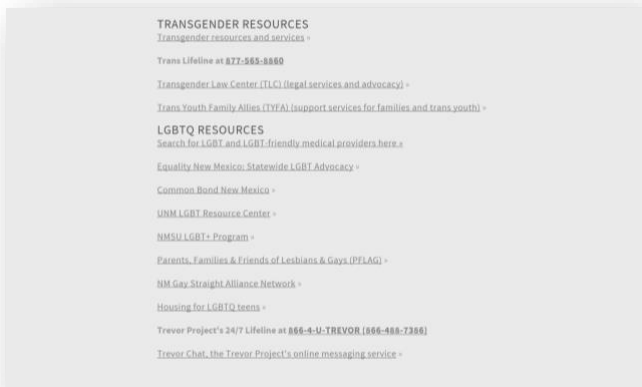 TRANSGENDER RESOURCES
Transgender resources and services »
Trans Lifeline at 877-565-8860
Transgender Law Center (TLC) (legal services and advocacy) »
Trans Youth Family Allies (TYFA) (support services for families and trans youth) »
LGBTQ RESOURCES
Search for LGBT and LGBT-friendly medical providers here »
Equality New Mexico: Statewide LGBT Advocacy »
Common Bond New Mexico »
UNM LGBT Resource Center »
NMSU LGBT+ Program »
Parents, Families & Friends of Lesbians & Gays (PFLAG) »
NM Gay Straight Alliance Network »
Housing for LGBTQ teens »
Trevor Project's 24/7 Lifeline at 866-4-U-TREVOR (866-488-7386)
Trevor Chat, the Trevor Project's online messaging service »